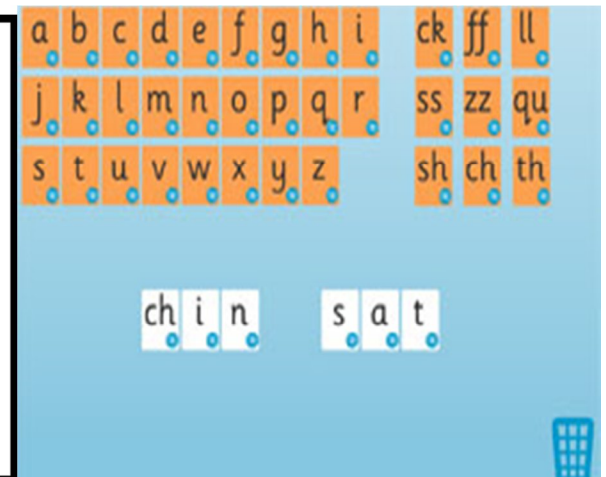 a b c d e f g h i ck ff ll
j k l m n o p q r ss zz qu
s t u v w x y z sh ch th
ch i n s a t